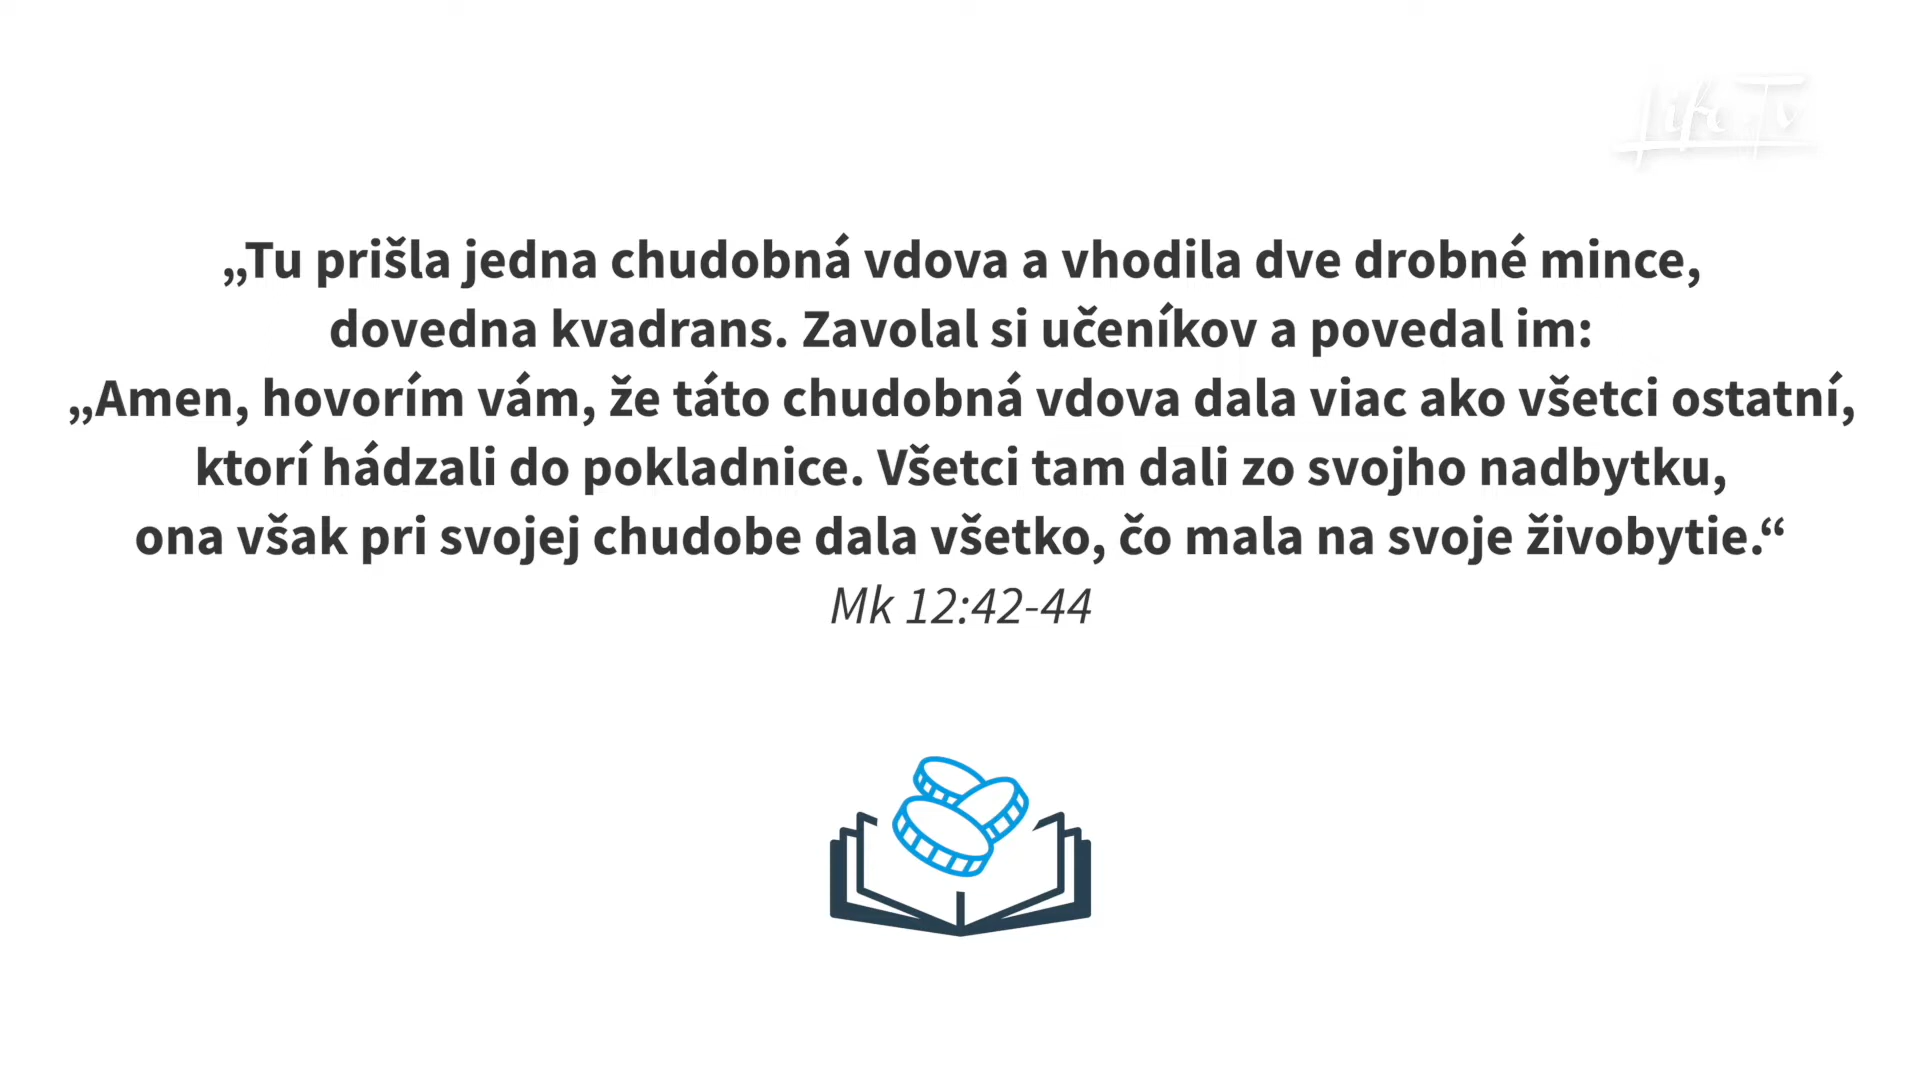 Life Tv
„Tu prišla jedna chudobná vdova a vhodila dve drobné mince,
dovedna kvadrans. Zavolal si učeníkov a povedal im:
„Amen, hovorím vám, že táto chudobná vdova dala viac ako všetci ostatní,
ktorí hádzali do pokladnice. Všetci tam dali zo svojho nadbytku,
ona však pri svojej chudobe dala všetko, čo mala na svoje živobytie.“
Mk 12:42-44